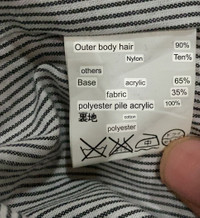 Outer body hair 90%
Nylon Ten%
others
Base acrylic 65%
fabric 35%
polyester pile acrylic 100%
裏地 cotton
polyester